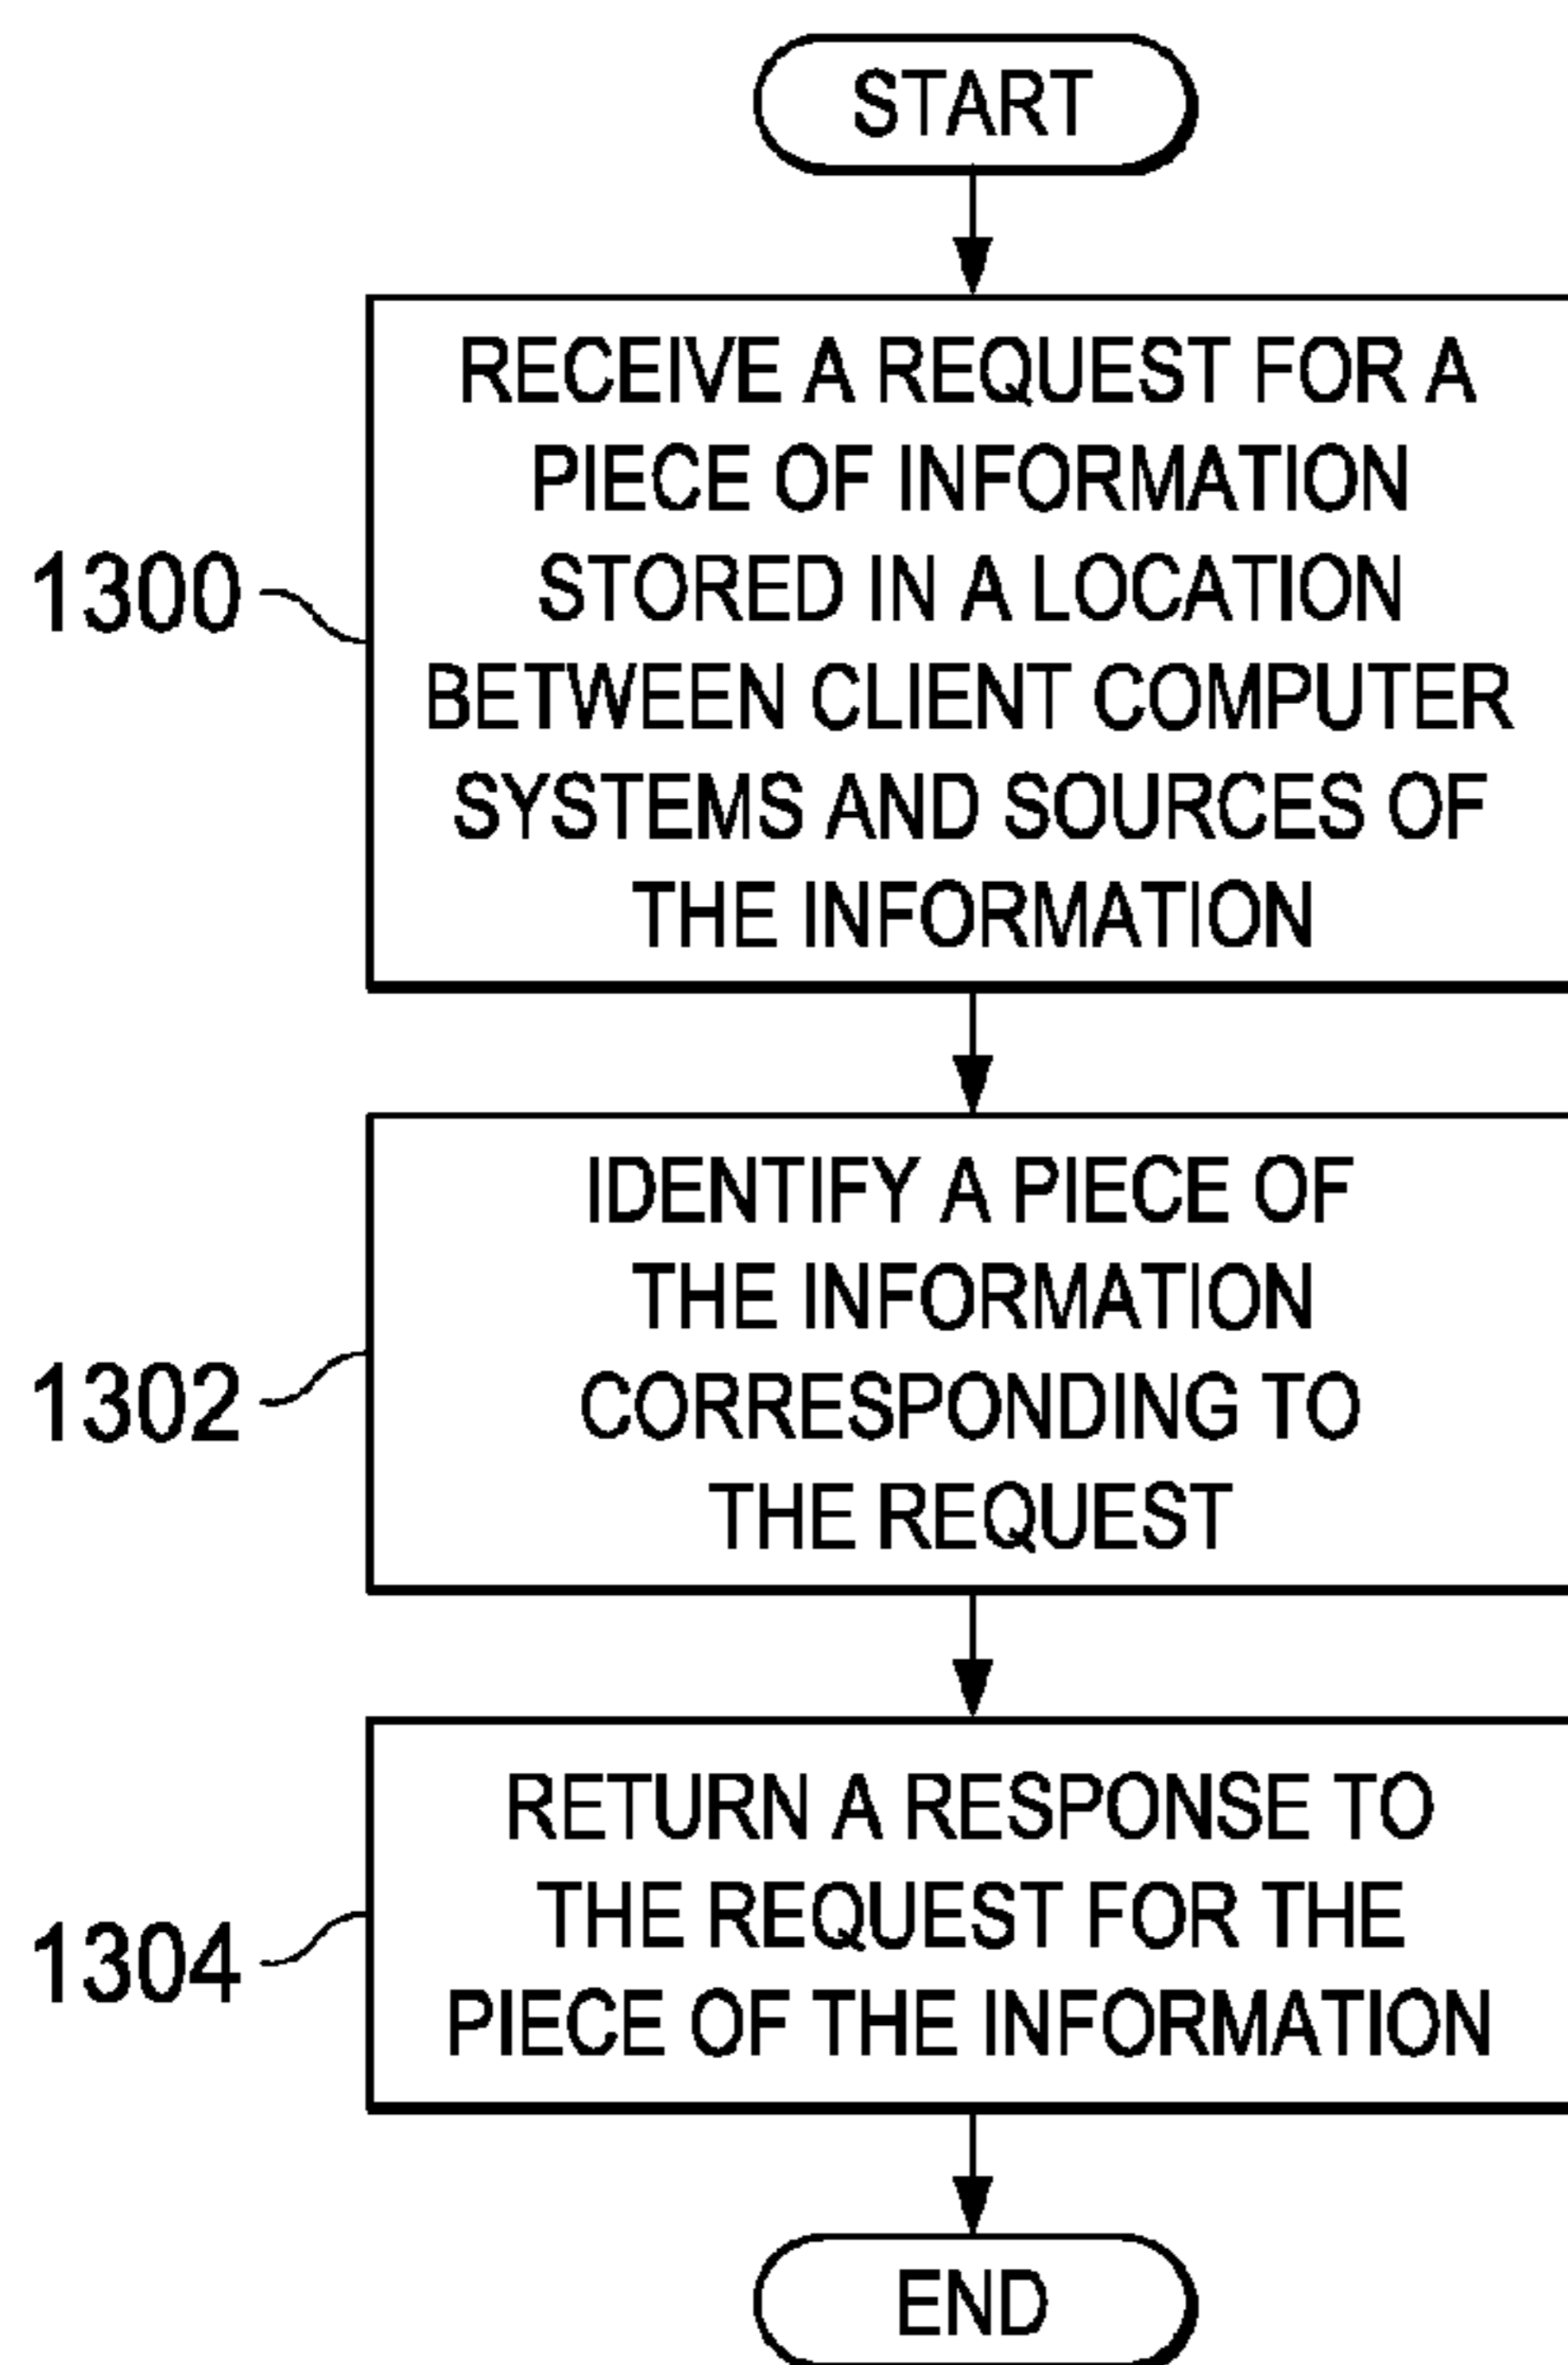 START
RECEIVE A REQUEST FOR A
PIECE OF INFORMATION
STORED IN A LOCATION
BETWEEN CLIENT COMPUTER
SYSTEMS AND SOURCES OF
THE INFORMATION
1300
IDENTIFY A PIECE OF
THE INFORMATION
CORRESPONDING TO
THE REQUEST
1302
RETURN A RESPONSE TO
THE REQUEST FOR THE
PIECE OF THE INFORMATION
1304
END